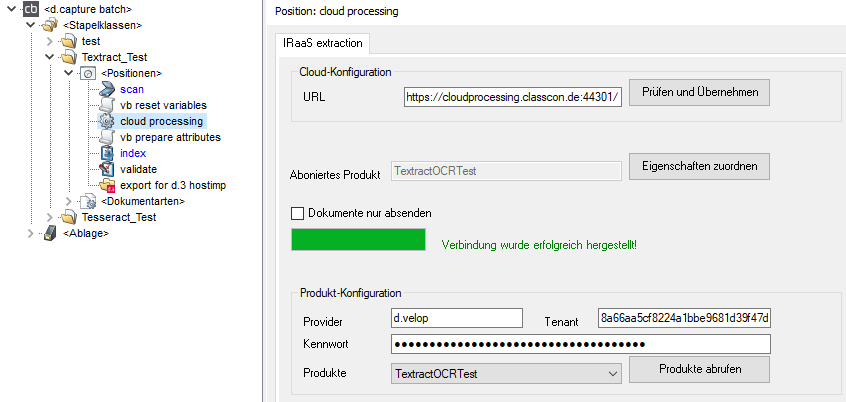 cb <d.capture batch>
<Stapelklassen>
test
Textract_Test
<Positionen>
scan
vb reset variables
cloud processing
vb prepare attributes
index
validate
export for d.3 hostimp
<Dokumentarten>
Tesseract_Test
<Ablage>
Position: cloud processing
IRaaS extraction
Cloud-Konfiguration
URL https://cloudprocessing.classcon.de:44301/ Prüfen und Übernehmen
Aboniertes Produkt TextractOCRTest Eigenschaften zuordnen
Dokumente nur absenden
Verbindung wurde erfolgreich hergestellt!
Produkt-Konfiguration
Provider d.velop Tenant 8a66aa5cf8224a1bbe9681d39f47d
Kennwort
Produkte TextractOCRTest Produkte abrufen